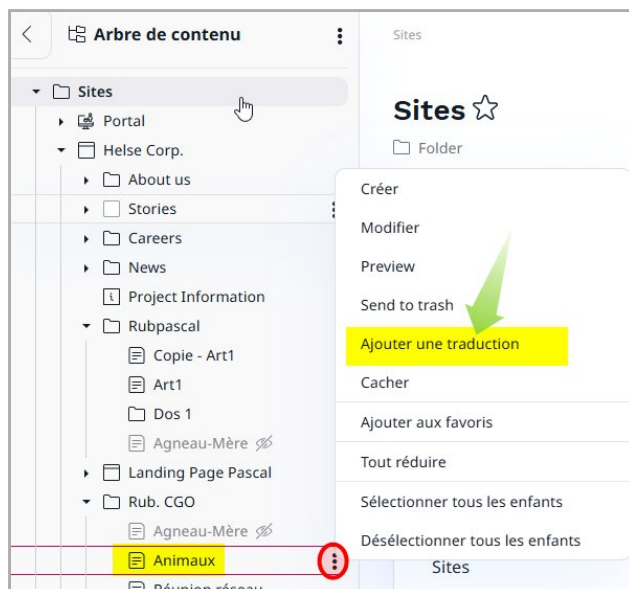 Arbre de contenu
Sites
Portal
Helse Corp.
About us
Stories
Careers
News
Project Information
Rubpascal
Copie - Art1
Art1
Dos 1
Agneau-Mère
Landing Page Pascal
Rub. CGO
Agneau-Mère
Animaux
Réunion réseau
Sites
Sites
Folder
Créer
Modifier
Preview
Send to trash
Ajouter une traduction
Cacher
Ajouter aux favoris
Tout réduire
Sélectionner tous les enfants
Désélectionner tous les enfants
Sites